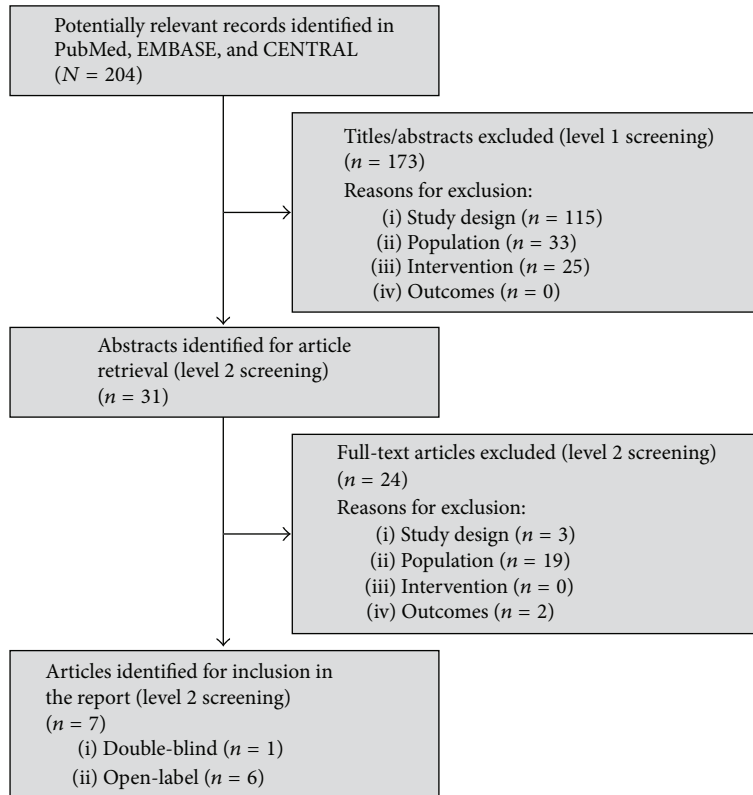 Potentially relevant records identified in
PubMed, EMBASE, and CENTRAL
(N = 204)
Titles/abstracts excluded (level 1 screening)
(n = 173)
Reasons for exclusion:
(i) Study design (n = 115)
(ii) Population (n = 33)
(iii) Intervention (n = 25)
(iv) Outcomes (n = 0)
Abstracts identified for article
retrieval (level 2 screening)
(n = 31)
Full-text articles excluded (level 2 screening)
(n = 24)
Reasons for exclusion:
(i) Study design (n = 3)
(ii) Population (n = 19)
(iii) Intervention (n = 0)
(iv) Outcomes (n = 2)
Articles identified for inclusion in
the report (level 2 screening)
(n = 7)
(i) Double-blind (n = 1)
(ii) Open-label (n = 6)